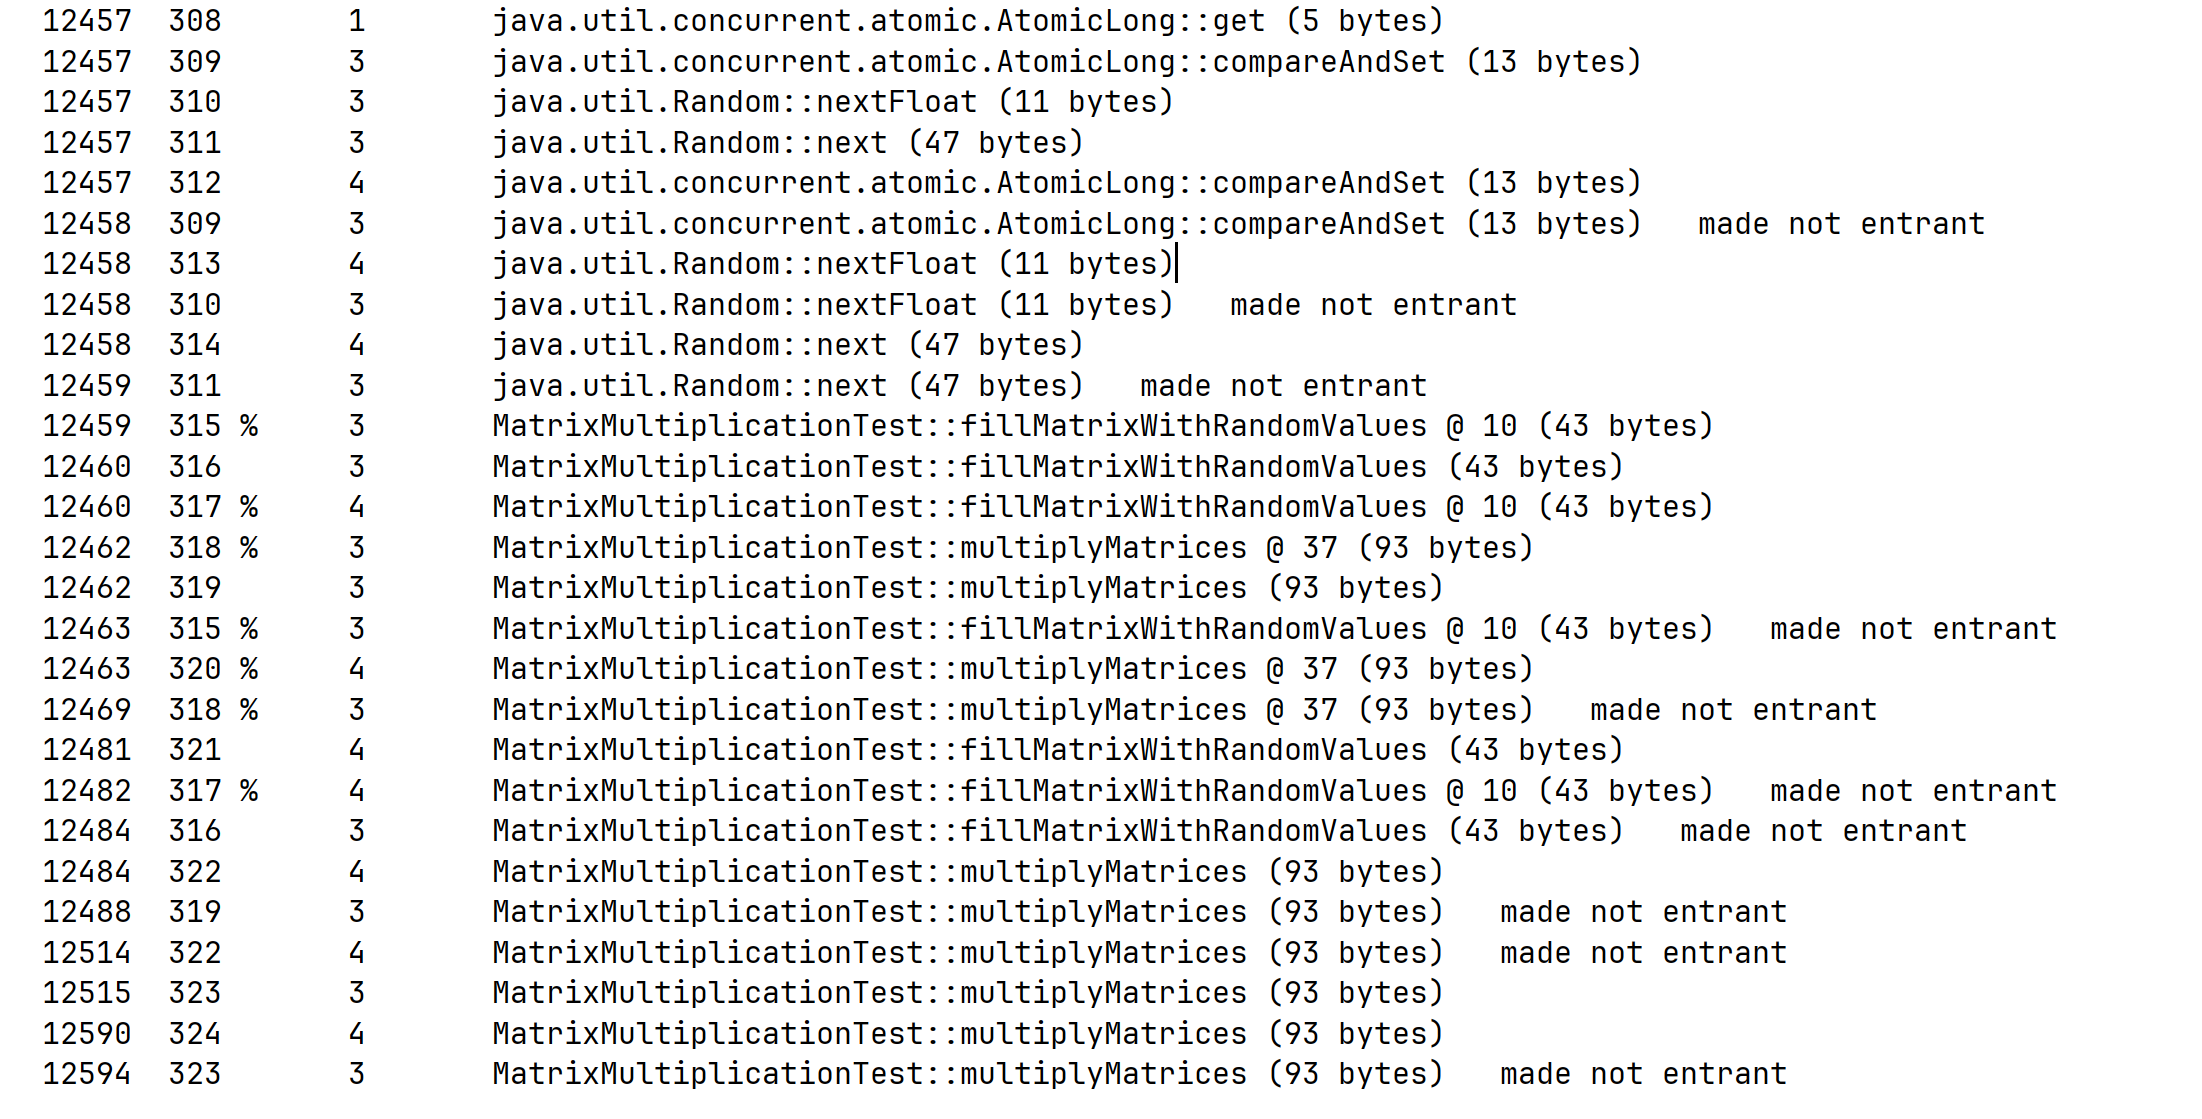 12457  308       1       java.util.concurrent.atomic.AtomicLong::get (5 bytes)
12457  309       3       java.util.concurrent.atomic.AtomicLong::compareAndSet (13 bytes)
12457  310       3       java.util.Random::nextFloat (11 bytes)
12457  311       3       java.util.Random::next (47 bytes)
12457  312       4       java.util.concurrent.atomic.AtomicLong::compareAndSet (13 bytes)
12458  309       3       java.util.concurrent.atomic.AtomicLong::compareAndSet (13 bytes)   made not entrant
12458  313       4       java.util.Random::nextFloat (11 bytes)
12458  310       3       java.util.Random::nextFloat (11 bytes)   made not entrant
12458  314       4       java.util.Random::next (47 bytes)
12459  311       3       java.util.Random::next (47 bytes)   made not entrant
12459  315 %     3       MatrixMultiplicationTest::fillMatrixWithRandomValues @ 10 (43 bytes)
12460  316       3       MatrixMultiplicationTest::fillMatrixWithRandomValues (43 bytes)
12460  317 %     4       MatrixMultiplicationTest::fillMatrixWithRandomValues @ 10 (43 bytes)
12462  318 %     3       MatrixMultiplicationTest::multiplyMatrices @ 37 (93 bytes)
12462  319       3       MatrixMultiplicationTest::multiplyMatrices (93 bytes)
12463  315 %     3       MatrixMultiplicationTest::fillMatrixWithRandomValues @ 10 (43 bytes)   made not entrant
12463  320 %     4       MatrixMultiplicationTest::multiplyMatrices @ 37 (93 bytes)
12469  318 %     3       MatrixMultiplicationTest::multiplyMatrices @ 37 (93 bytes)   made not entrant
12481  321       4       MatrixMultiplicationTest::fillMatrixWithRandomValues (43 bytes)
12482  317 %     4       MatrixMultiplicationTest::fillMatrixWithRandomValues @ 10 (43 bytes)   made not entrant
12484  316       3       MatrixMultiplicationTest::fillMatrixWithRandomValues (43 bytes)   made not entrant
12484  322       4       MatrixMultiplicationTest::multiplyMatrices (93 bytes)
12488  319       3       MatrixMultiplicationTest::multiplyMatrices (93 bytes)   made not entrant
12514  322       4       MatrixMultiplicationTest::multiplyMatrices (93 bytes)   made not entrant
12515  323       3       MatrixMultiplicationTest::multiplyMatrices (93 bytes)
12590  324       4       MatrixMultiplicationTest::multiplyMatrices (93 bytes)
12594  323       3       MatrixMultiplicationTest::multiplyMatrices (93 bytes)   made not entrant